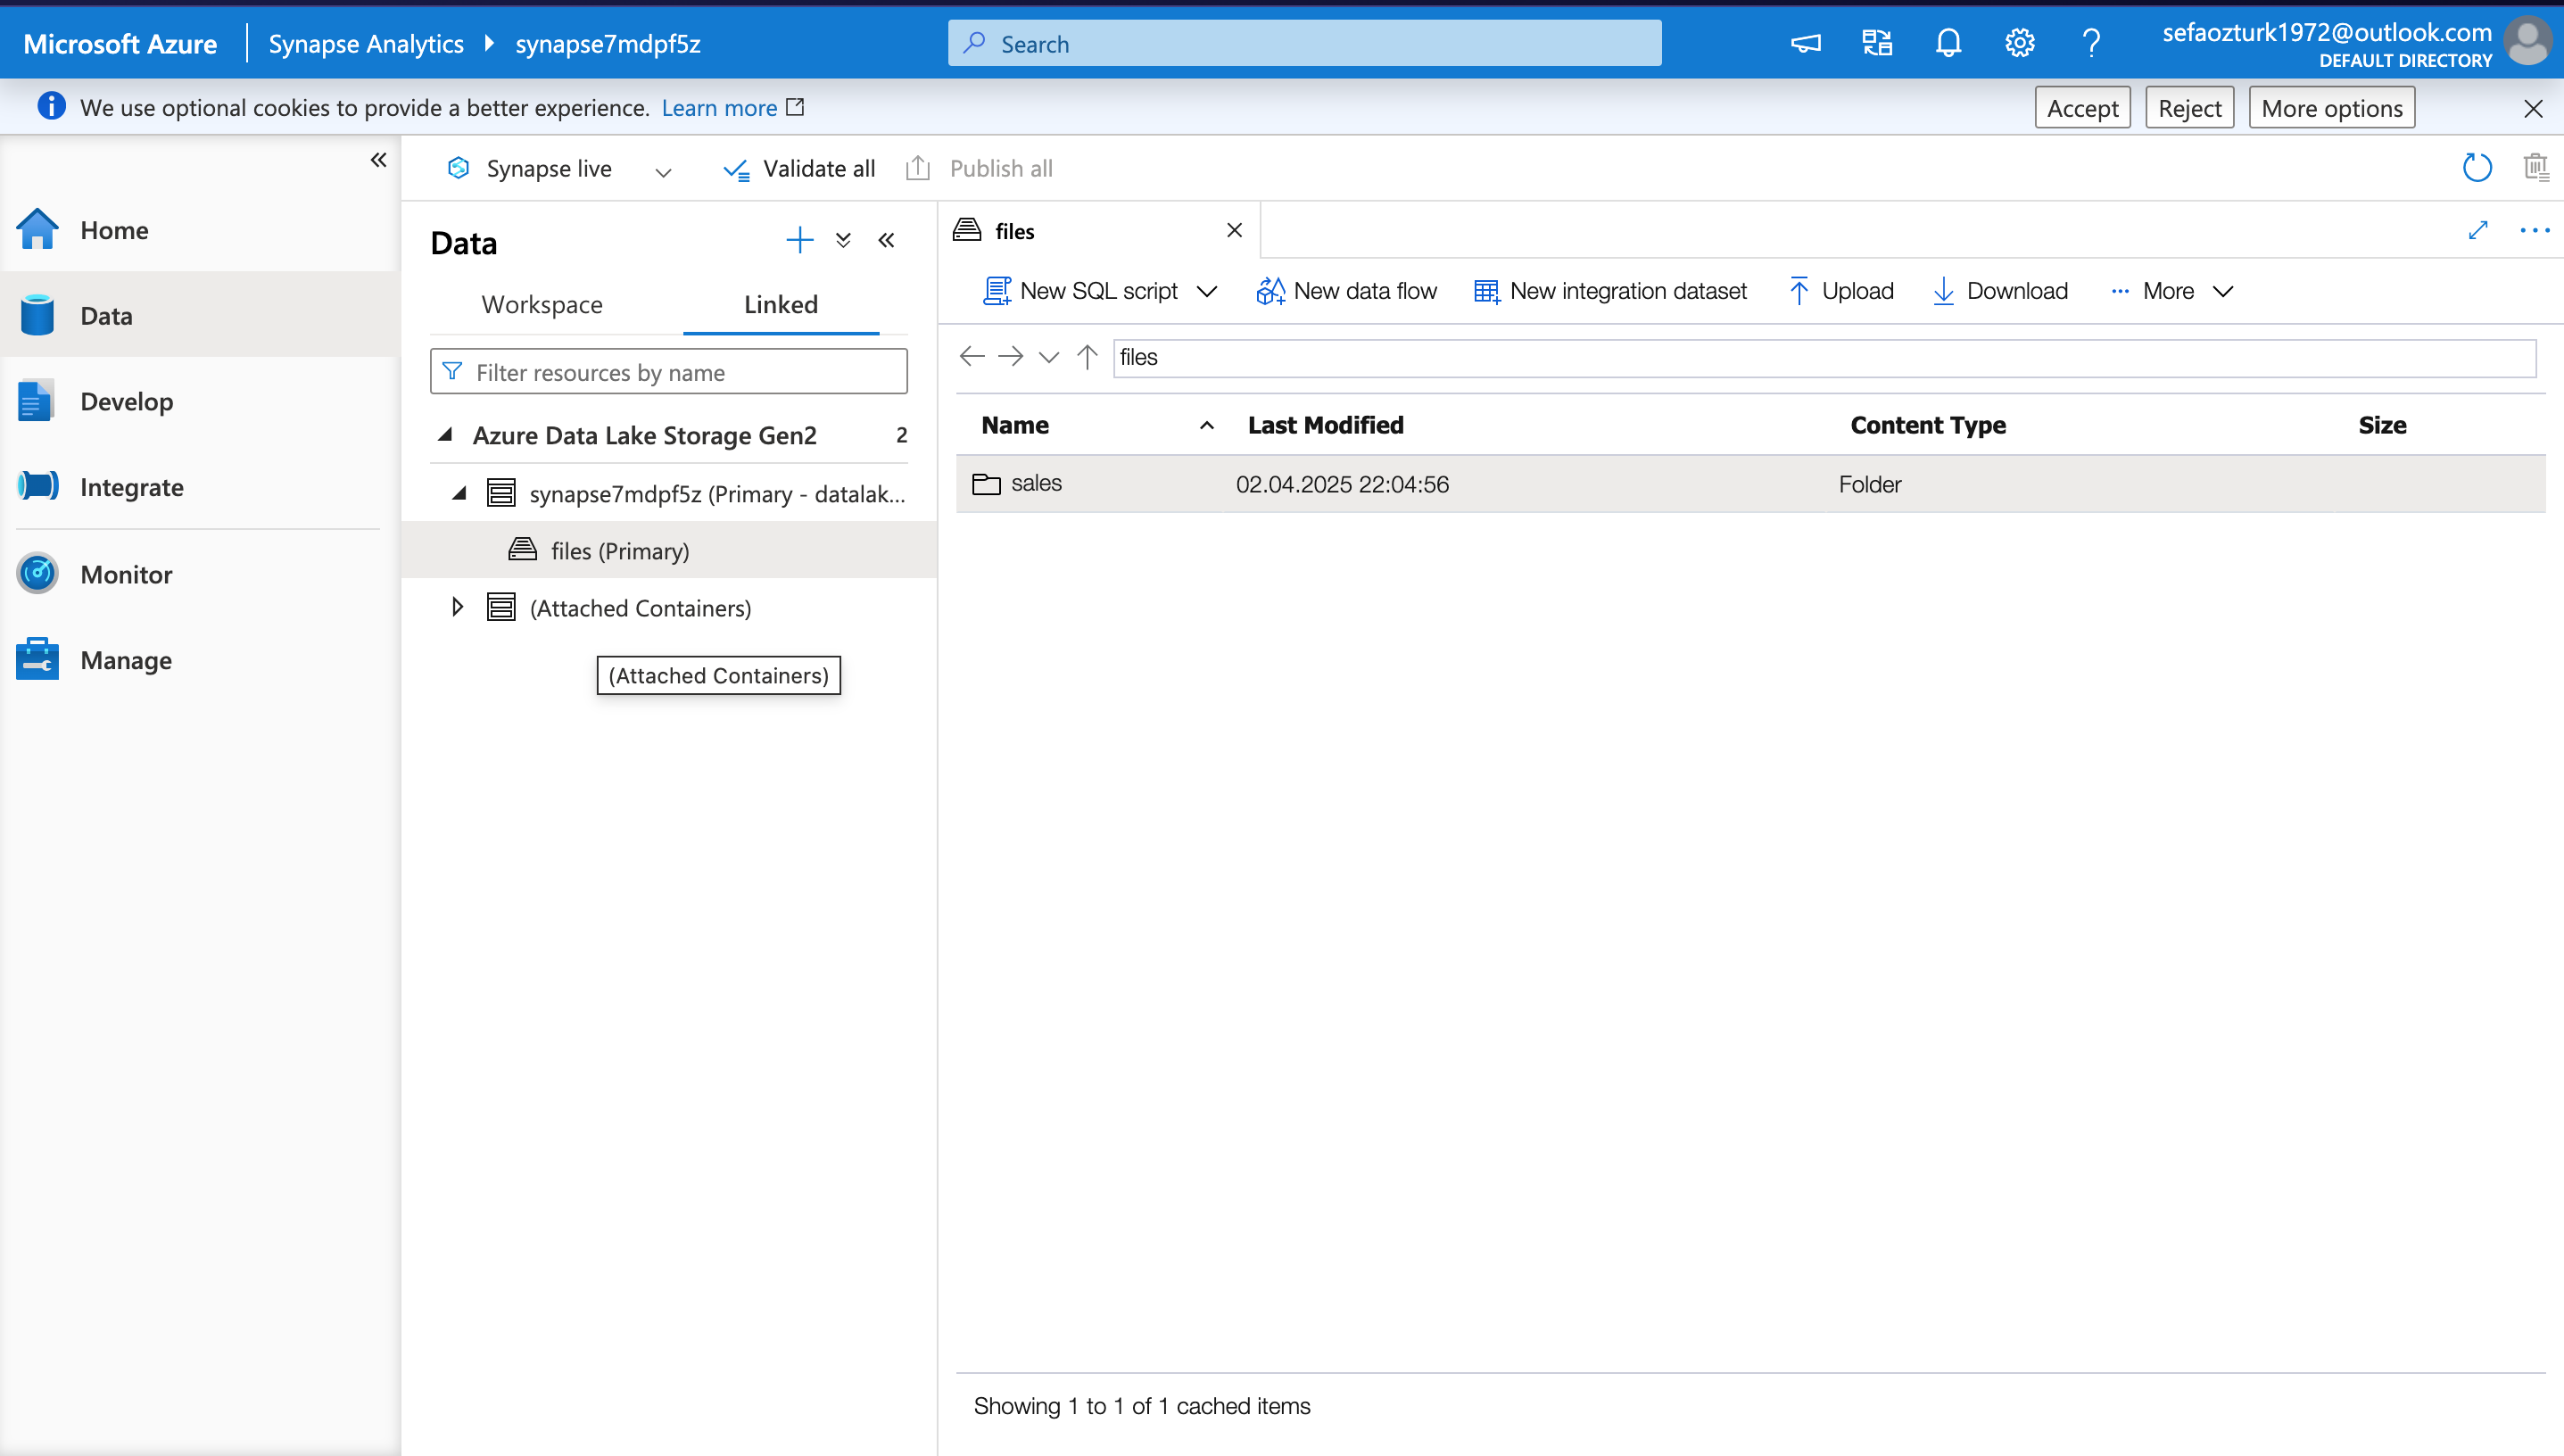 Microsoft Azure
Synapse Analytics
synapse7mdpf5z
Search
sefaozturk1972@outlook.com
DEFAULT DIRECTORY
We use optional cookies to provide a better experience. Learn more
Accept
Reject
More options
Synapse live
Validate all
Publish all
Home
Data
Develop
Integrate
Monitor
Manage
Data
Workspace
Linked
Filter resources by name
Azure Data Lake Storage Gen2 2
synapse7mdpf5z (Primary - datalak...
files (Primary)
(Attached Containers)
(Attached Containers)
files
New SQL script
New data flow
New integration dataset
Upload
Download
More
files
Name Last Modified Content Type Size
sales 02.04.2025 22:04:56 Folder
Showing 1 to 1 of 1 cached items